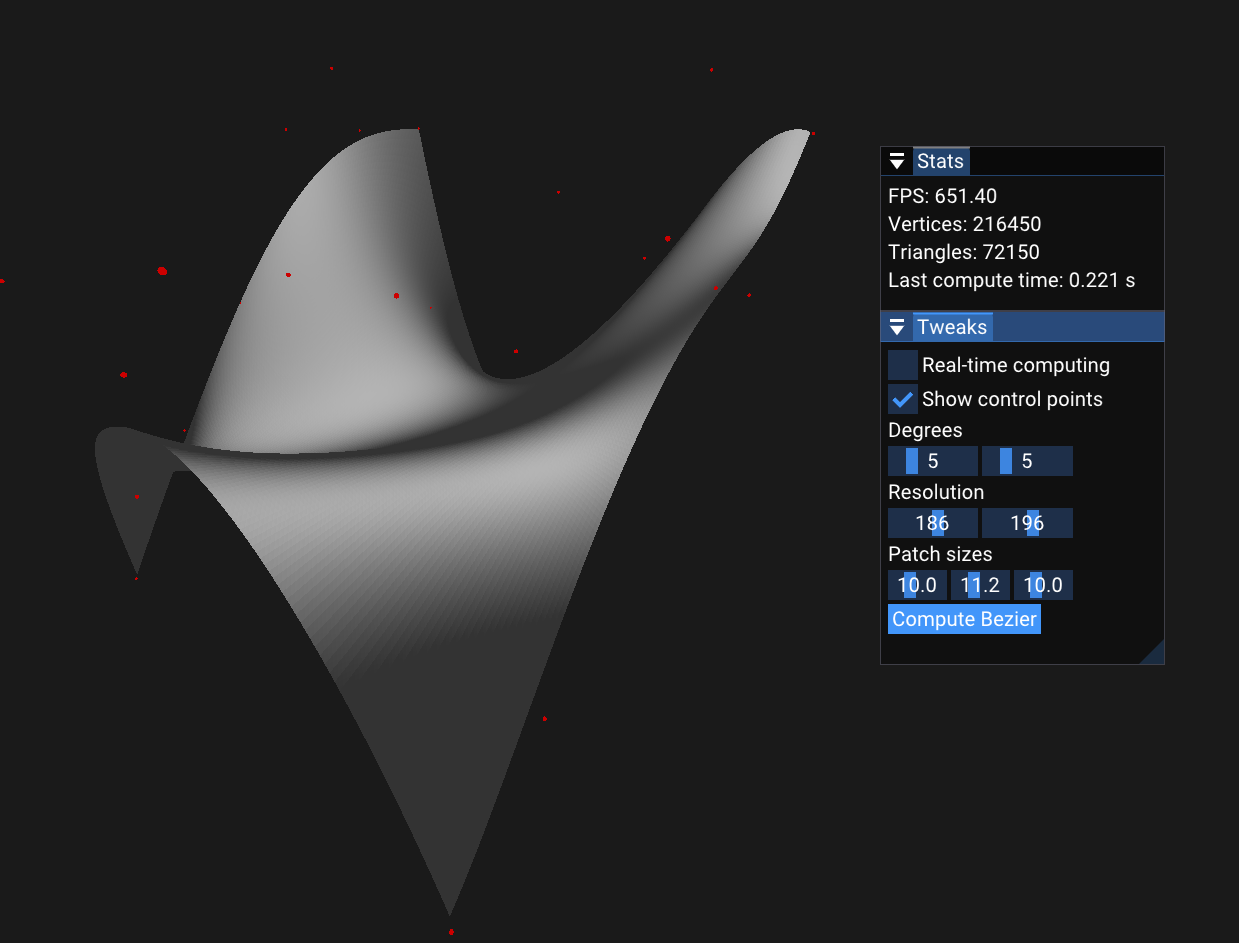 Stats
FPS: 651.40
Vertices: 216450
Triangles: 72150
Last compute time: 0.221 s
Tweaks
Real-time computing
Show control points
Degrees
5 5
Resolution
186 196
Patch sizes
10.0 11.2 10.0
Compute Bezier